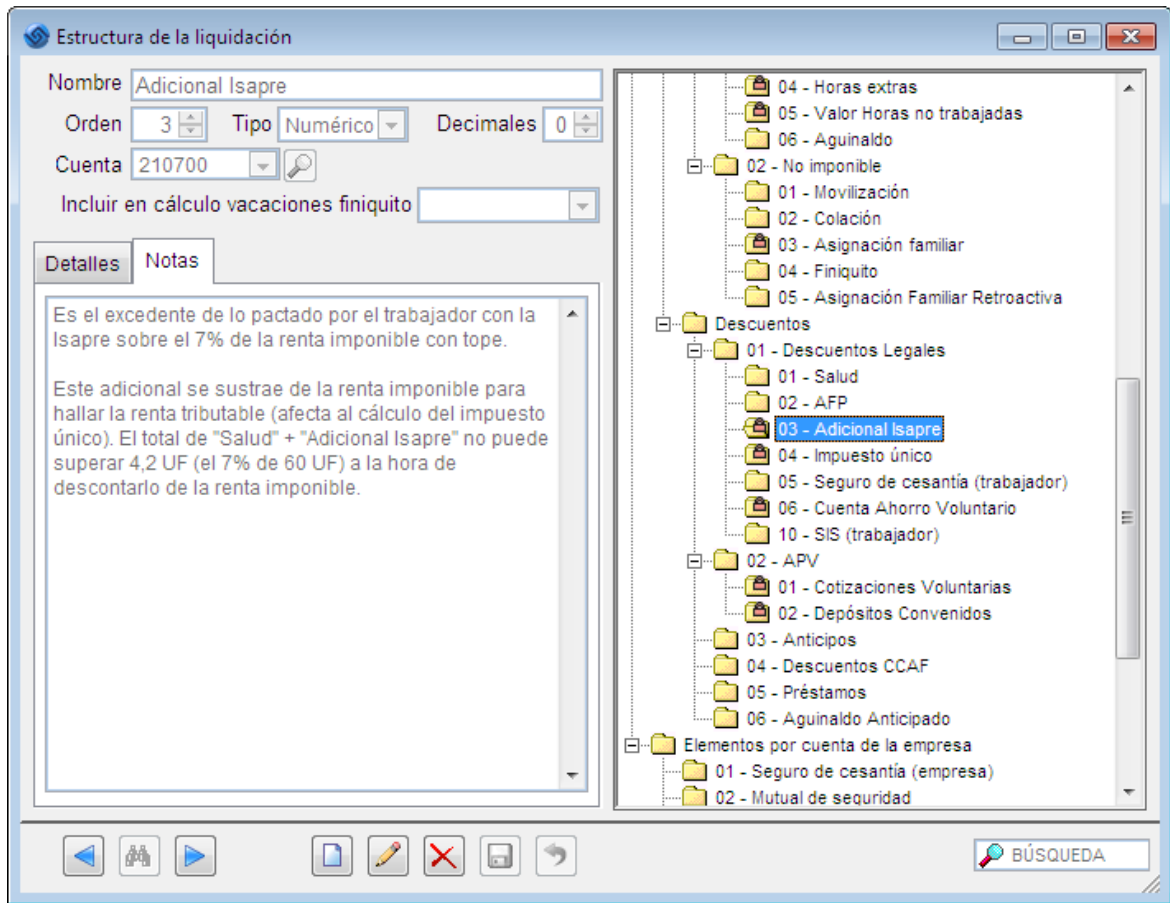 Estructura de la liquidación
Nombre Adicional Isapre
Orden 3 Tipo Numérico Decimales 0
Cuenta 210700
Incluir en cálculo vacaciones finiquito
Detalles Notas
Es el excedente de lo pactado por el trabajador con la
Isapre sobre el 7% de la renta imponible con tope.
Este adicional se sustrae de la renta imponible para
hallar la renta tributable (afecta al cálculo del impuesto
único). El total de "Salud" + "Adicional Isapre" no puede
superar 4,2 UF (el 7% de 60 UF) a la hora de
descontarlo de la renta imponible.
04 - Horas extras
05 - Valor Horas no trabajadas
06 - Aguinaldo
02 - No imponible
01 - Movilización
02 - Colación
03 - Asignación familiar
04 - Finiquito
05 - Asignación Familiar Retroactiva
Descuentos
01 - Descuentos Legales
01 - Salud
02 - AFP
03 - Adicional Isapre
04 - Impuesto único
05 - Seguro de cesantía (trabajador)
06 - Cuenta Ahorro Voluntario
10 - SIS (trabajador)
02 - APV
01 - Cotizaciones Voluntarias
02 - Depósitos Convenidos
03 - Anticipos
04 - Descuentos CCAF
05 - Préstamos
06 - Aguinaldo Anticipado
Elementos por cuenta de la empresa
01 - Seguro de cesantía (empresa)
02 - Mutual de seguridad
BÚSQUEDA